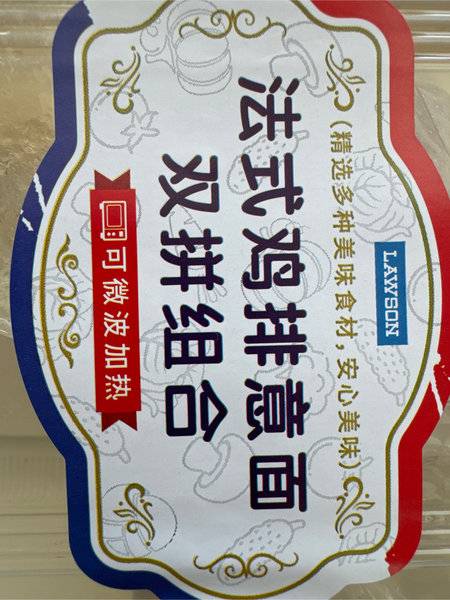 LAWSON
(精选多种美味食材,安心美味)
法式鸡排意面
双拼组合
可微波加热